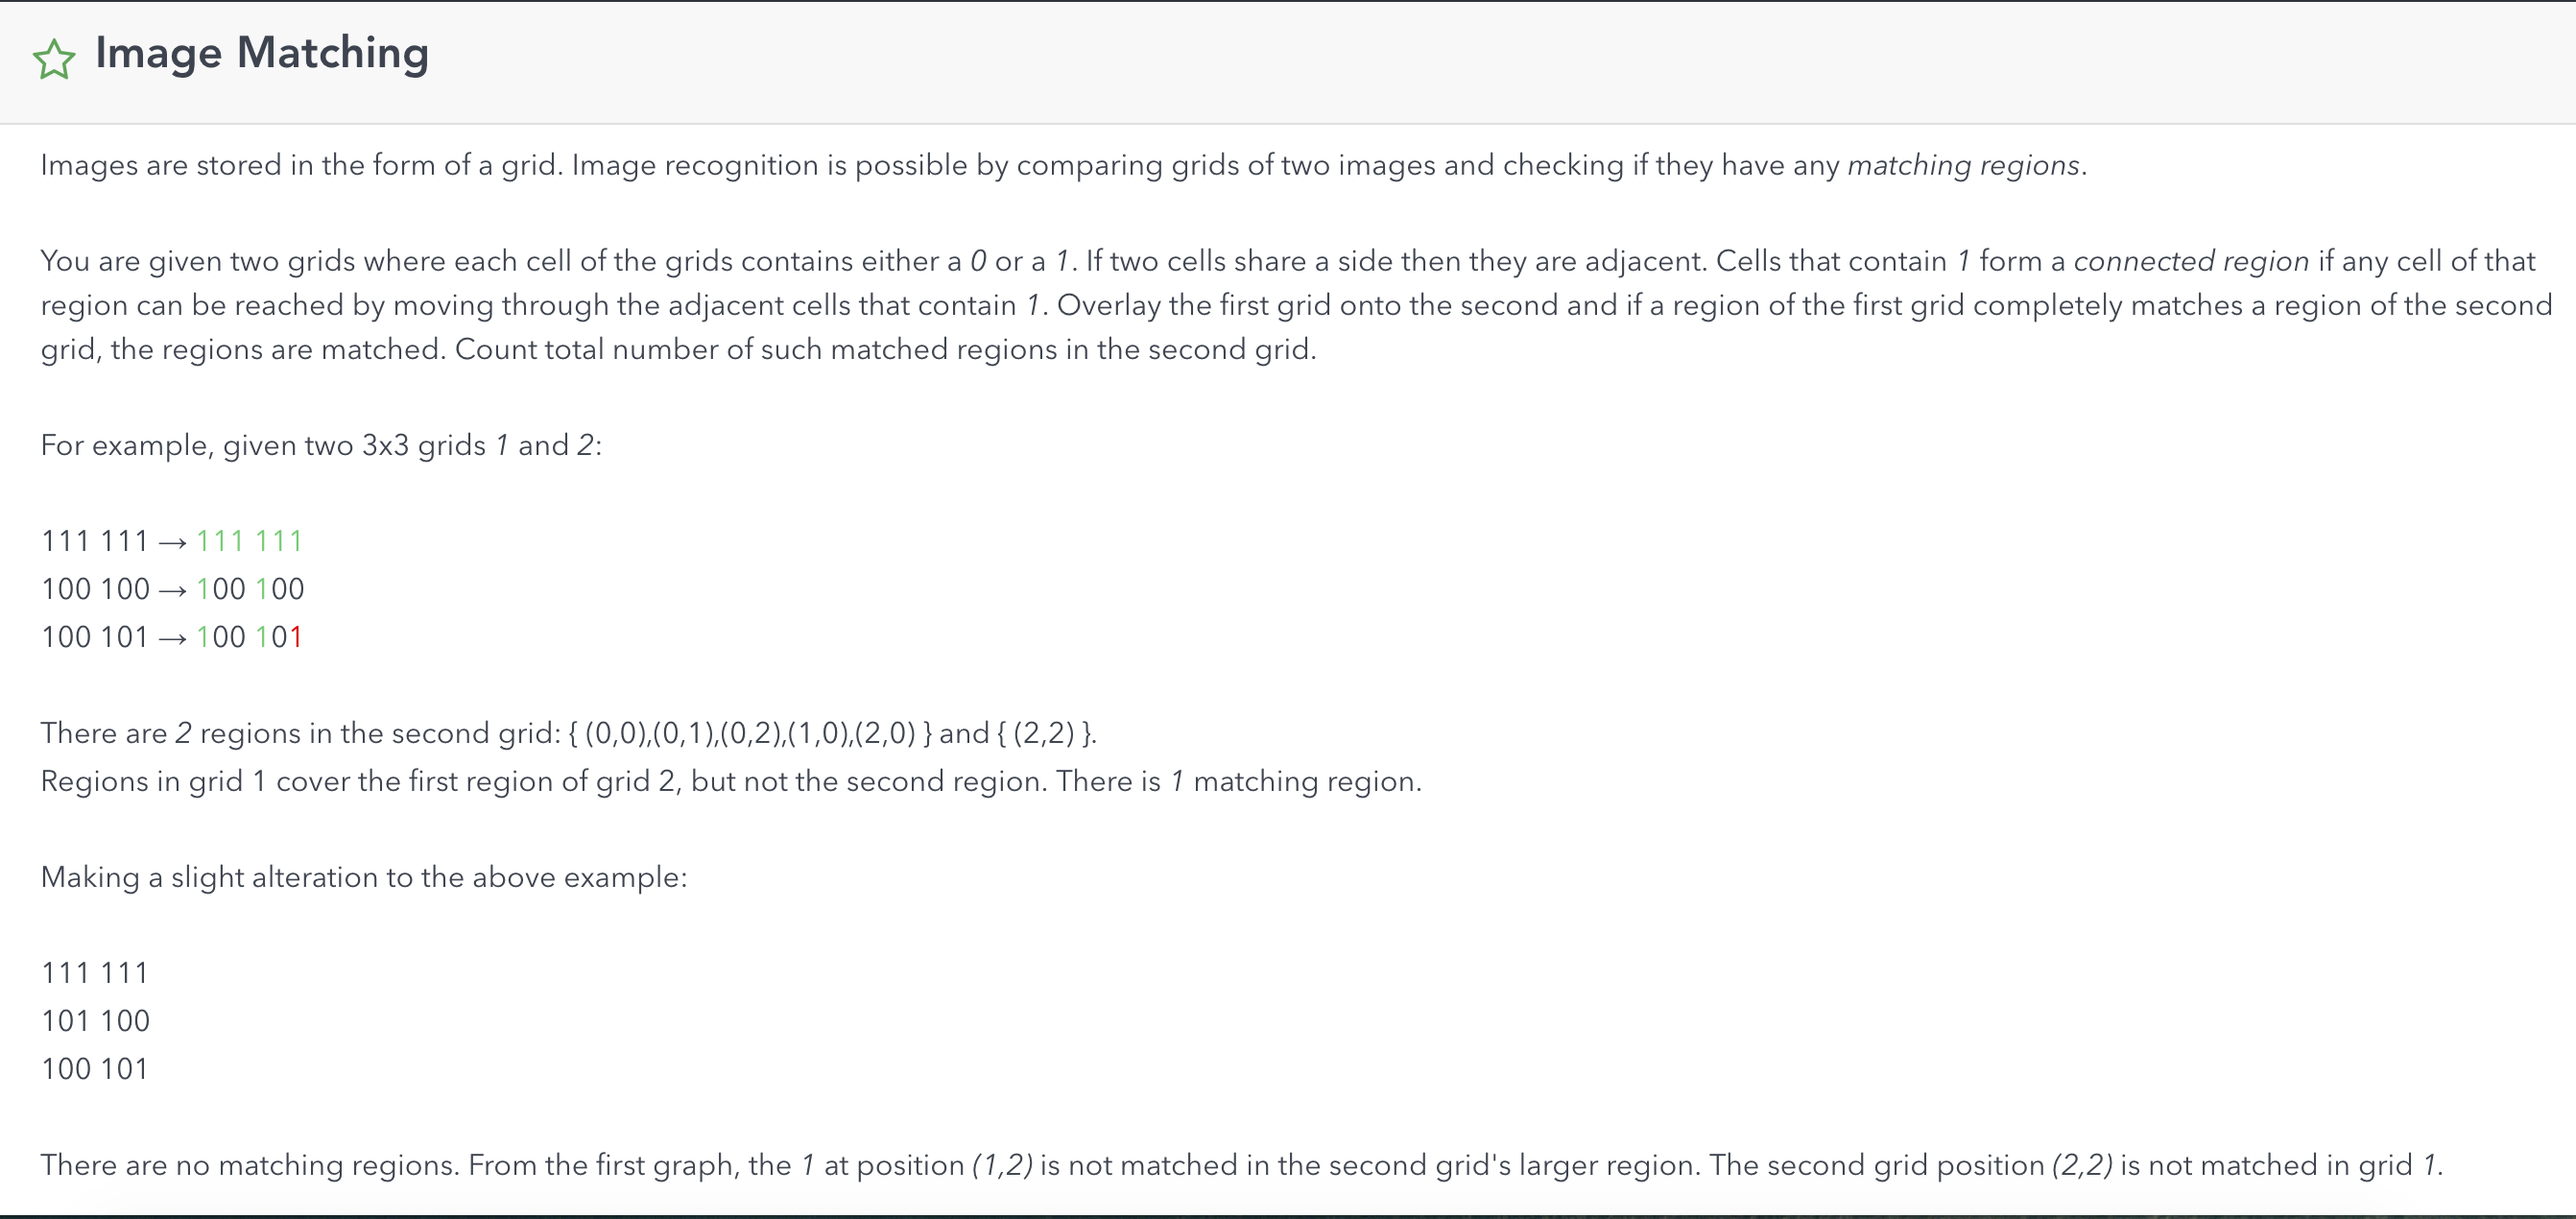 Image Matching
Images are stored in the form of a grid. Image recognition is possible by comparing grids of two images and checking if they have any matching regions.
You are given two grids where each cell of the grids contains either a 0 or a 1. If two cells share a side then they are adjacent. Cells that contain 1 form a connected region if any cell of that
region can be reached by moving through the adjacent cells that contain 1. Overlay the first grid onto the second and if a region of the first grid completely matches a region of the second
grid, the regions are matched. Count total number of such matched regions in the second grid.
For example, given two 3x3 grids 1 and 2:
111 111 → 111 111
100 100 → 100 100
100 101 → 100 101
There are 2 regions in the second grid: { (0,0),(0,1),(0,2),(1,0),(2,0) } and { (2,2) }.
Regions in grid 1 cover the first region of grid 2, but not the second region. There is 1 matching region.
Making a slight alteration to the above example:
111 111
101 100
100 101
There are no matching regions. From the first graph, the 1 at position (1,2) is not matched in the second grid's larger region. The second grid position (2,2) is not matched in grid 1.